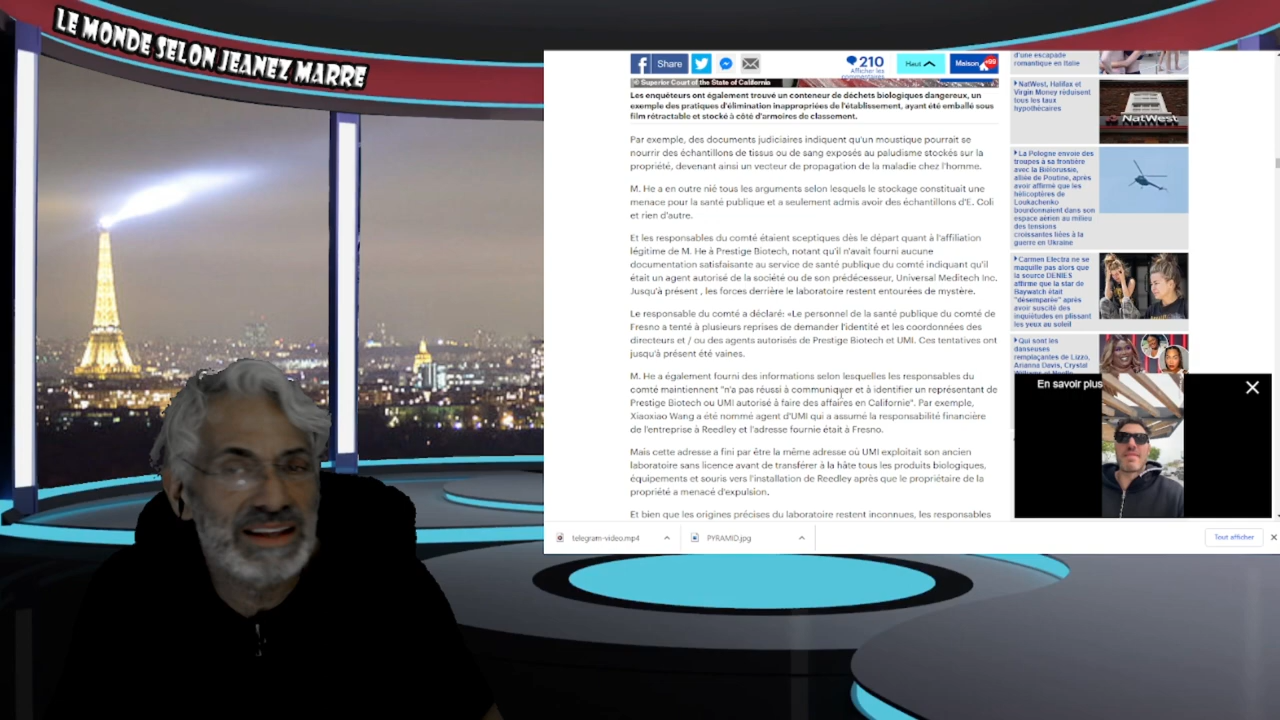 LE MONDE SELON JEANEZ MARRE
Share
210
Afficher les
commentaires
Haut
Maison
+99
© Superior Court of the State of California
Les enquêteurs ont également trouvé un conteneur de déchets biologiques dangereux, un
exemple des pratiques d'élimination inappropriées de l'établissement, ayant été emballé sous
film rétractable et stocké à côté d'armoires de classement.
Par exemple, des documents judiciaires indiquent qu'un moustique pourrait se
nourrir des échantillons de tissus ou de sang exposés au paludisme stockés sur la
propriété, devenant ainsi un vecteur de propagation de la maladie chez l'homme.
M. He a en outre nié tous les arguments selon lesquels le stockage constituait une
menace pour la santé publique et a seulement admis avoir des échantillons d'E. Coli
et rien d'autre.
Et les responsables du comté étaient sceptiques dès le départ quant à l'affiliation
légitime de M. He à Prestige Biotech, notant qu'il n'avait fourni aucune
documentation satisfaisante au service de santé publique du comté indiquant qu'il
était un agent autorisé de la société ou de son prédécesseur, Universal Meditech Inc.
Jusqu'à présent , les forces derrière le laboratoire restent entourées de mystère.
Le responsable du comté a déclaré: «Le personnel de la santé publique du comté de
Fresno a tenté à plusieurs reprises de demander l'identité et les coordonnées des
directeurs et / ou des agents autorisés de Prestige Biotech et UMI. Ces tentatives ont
jusqu'à présent été vaines.
M. He a également fourni des informations selon lesquelles les responsables du
comté maintiennent "n'a pas réussi à communiquer et à identifier un représentant de
Prestige Biotech ou UMI autorisé à faire des affaires en Californie". Par exemple,
Xiaoxiao Wang a été nommé agent d'UMI qui a assumé la responsabilité financière
de l'entreprise à Reedley et l'adresse fournie était à Fresno.
Mais cette adresse a fini par être la même adresse où UMI exploitait son ancien
laboratoire sans licence avant de transférer à la hâte tous les produits biologiques,
équipements et souris vers l'installation de Reedley après que le propriétaire de la
propriété a menacé d'expulsion.
Et bien que les origines précises du laboratoire restent inconnues, les responsables
d'une escapade
romantique en Italie
NatWest, Halifax et
Virgin Money réduisent
tous les taux
hypothécaires
NatWest
La Pologne envoie des
troupes à sa frontière
avec la Biélorussie,
alliée de Poutine, après
avoir affirmé que les
hélicoptères de
Loukachenko
bourdonnaient dans son
espace aérien au milieu
des tensions
croissantes liées à la
guerre en Ukraine
Carmen Electra ne se
maquille pas alors que
la source DENIES
affirme que la star de
Baywatch était
"désemparée" après
avoir suscité des
inquiétudes en plissant
les yeux au soleil
Qui sont les
danseuses
remplaçantes de Lizzo,
Arianna Davis, Crystal
En savoir plus
telegram-video.mp4
PYRAMID.jpg
Tout afficher